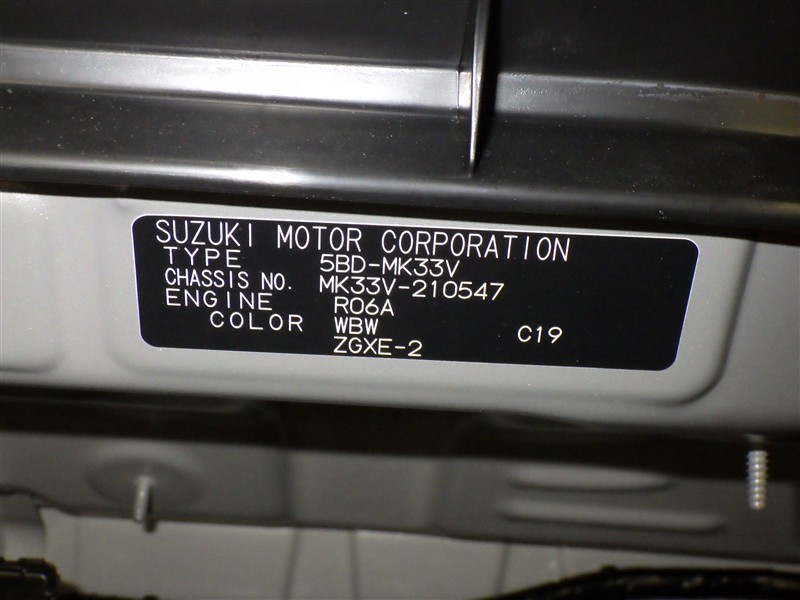 SUZUKI MOTOR CORPORATION
TYPE 5BD-MK33V
CHASSIS NO. MK33V-210547
ENGINE R06A
COLOR WBW C19
ZGXE-2